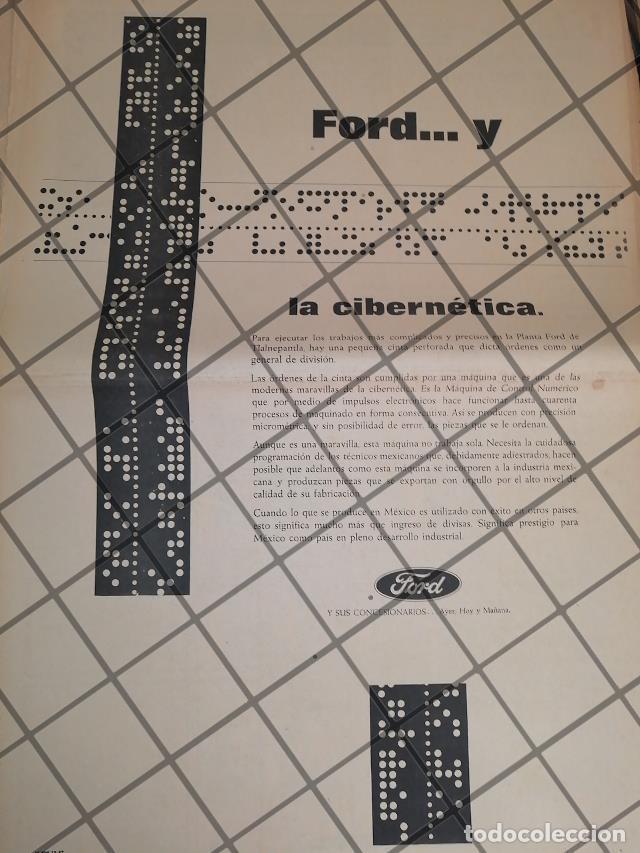 Ford... y
la cibernética.
Para ejecutar los trabajos más complicados y precisos en la Planta Ford de
Tlalnepantla, hay una pequeña cinta perforada que dicta órdenes como un
general de división.
Las órdenes de la cinta son cumplidas por una máquina que es una de las
modernas maravillas de la cibernética. Es la Máquina de Control Numérico
que por medio de impulsos electrónicos hace funcionar hasta cuarenta
procesos de maquinado en forma consecutiva. Así se producen con precisión
micrométrica, y sin posibilidad de error, las piezas que se le ordenan.
Aunque es una maravilla, esta máquina no trabaja sola. Necesita la cuidadosa
programación de los técnicos mexicanos que, debidamente adiestrados, hacen
posible que adelantos como esta máquina se incorporen a la industria mexi-
cana y produzcan piezas que se exportan con orgullo por el alto nivel de
calidad de su fabricación.
Cuando lo que se produce en México es utilizado con éxito en otros países,
esto significa mucho más que ingreso de divisas. Significa prestigio para
México como país en pleno desarrollo industrial.
Ford
Y SUS CONCESIONARIOS... Ayer, Hoy y Mañana.
todocoleccion